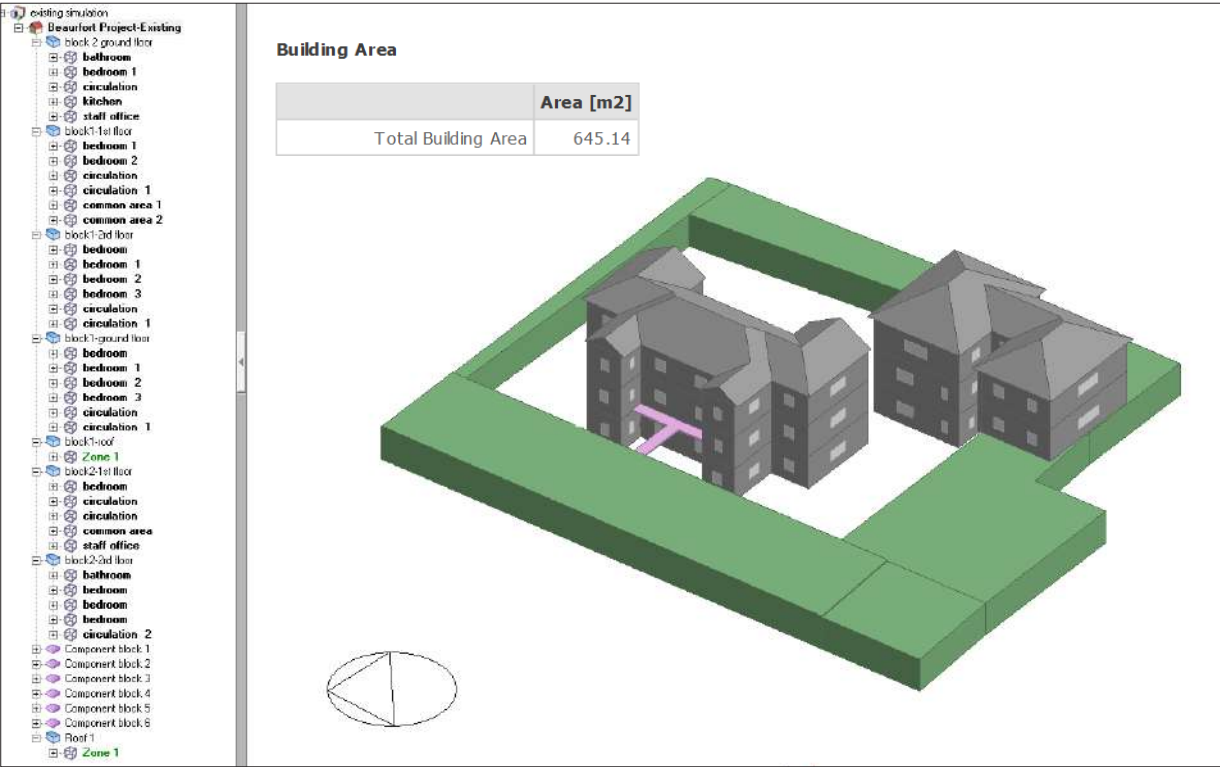 existing simulation
Beaurfort Project-Existing
block 2 ground floor
bathroom
bedroom 1
circulation
kitchen
staff office
block1-1st floor
bedroom 1
bedroom 2
circulation
circulation 1
common area 1
common area 2
block1-2rd floor
bedroom
bedroom 1
bedroom 2
bedroom 3
circulation
circulation 1
block1-ground floor
bedroom
bedroom 1
bedroom 2
bedroom 3
circulation
circulation 1
block1-roof
Zone 1
block2-1st floor
bedroom
circulation
circulation
common area
staff office
block2-2rd floor
bathroom
bedroom
bedroom
bedroom
circulation 2
Component block 1
Component block 2
Component block 3
Component block 4
Component block 5
Component block 6
Roof 1
Zone 1
Building Area
Area [m2]
Total Building Area 645.14